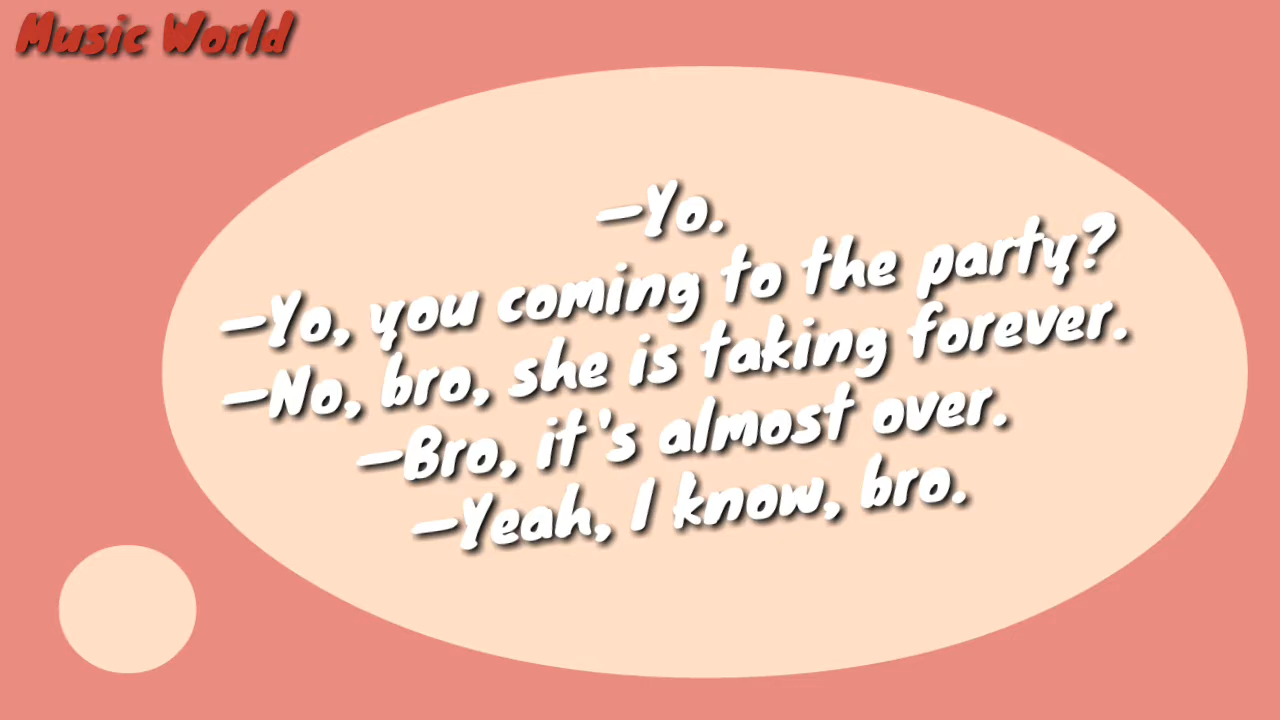 Music World
—Yo.
—Yo, you coming to the party?
—No, bro, she is taking forever.
—Bro, it's almost over.
—Yeah, I know, bro.